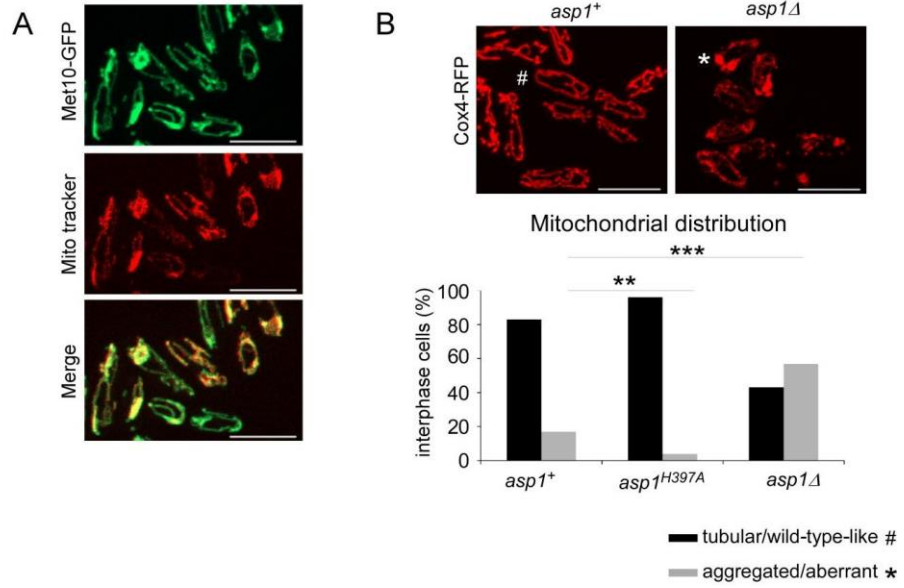 A
Met10-GFP
Mito tracker
Merge
B
asp1+
asp1Δ
Cox4-RFP
#
*
Mitochondrial distribution
***
**
interphase cells (%)
100
80
60
40
20
0
asp1+
asp1H397A
asp1Δ
tubular/wild-type-like #
aggregated/aberrant *